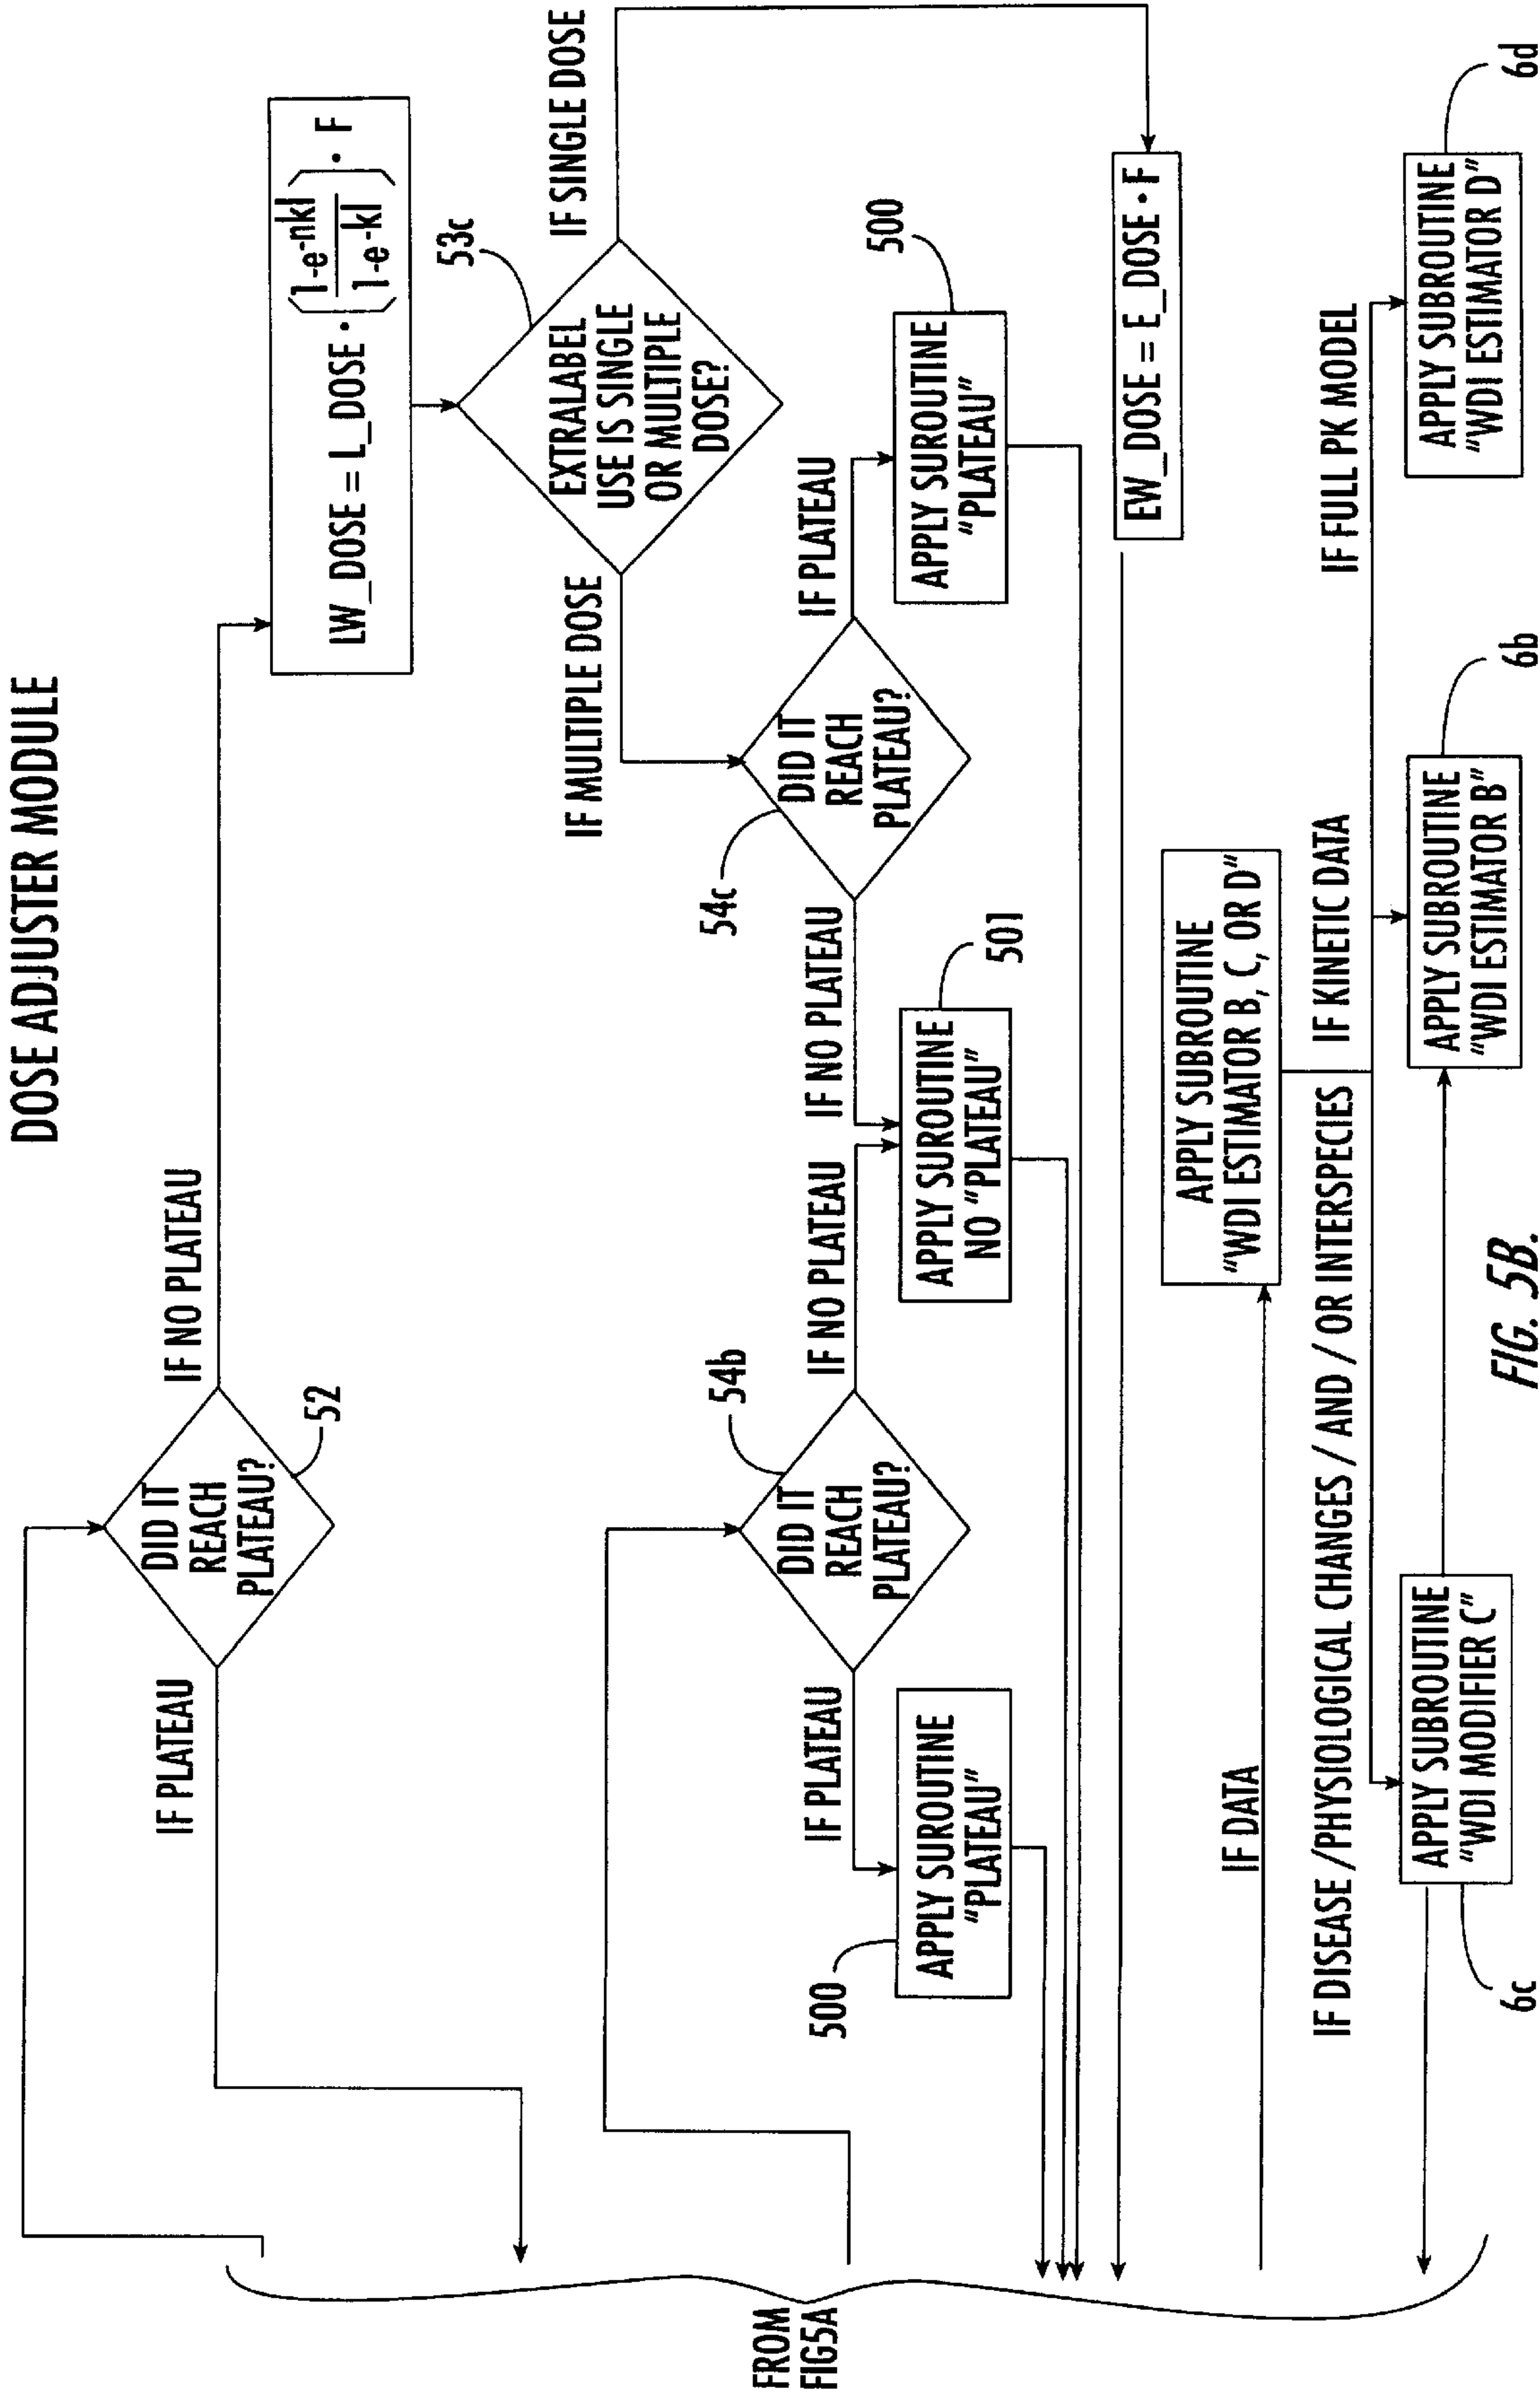 DOSE ADJUSTER MODULE
DID IT
REACH
PLATEAU?
52
IF PLATEAU
IF NO PLATEAU
LW_DOSE = L_DOSE • (1-e-nkl / 1-e-kl) • F
EXTRALABEL
USE IS SINGLE
OR MULTIPLE
DOSE?
53c
IF MULTIPLE DOSE
IF SINGLE DOSE
DID IT
REACH
PLATEAU?
54b
IF PLATEAU
IF NO PLATEAU
DID IT
REACH
PLATEAU?
54c
IF NO PLATEAU
IF PLATEAU
500
APPLY SUROUTINE
"PLATEAU"
APPLY SUROUTINE
NO "PLATEAU"
501
APPLY SUROUTINE
"PLATEAU"
500
EW_DOSE = E_DOSE • F
FROM
FIG5A
IF DATA
APPLY SUBROUTINE
"WDI ESTIMATOR B, C, OR D"
IF DISEASE /PHYSIOLOGICAL CHANGES / AND / OR INTERSPECIES
IF KINETIC DATA
IF FULL PK MODEL
APPLY SUBROUTINE
"WDI MODIFIER C"
6c
APPLY SUBROUTINE
"WDI ESTIMATOR B"
6b
APPLY SUBROUTINE
"WDI ESTIMATOR D"
6d
FIG. 5B.